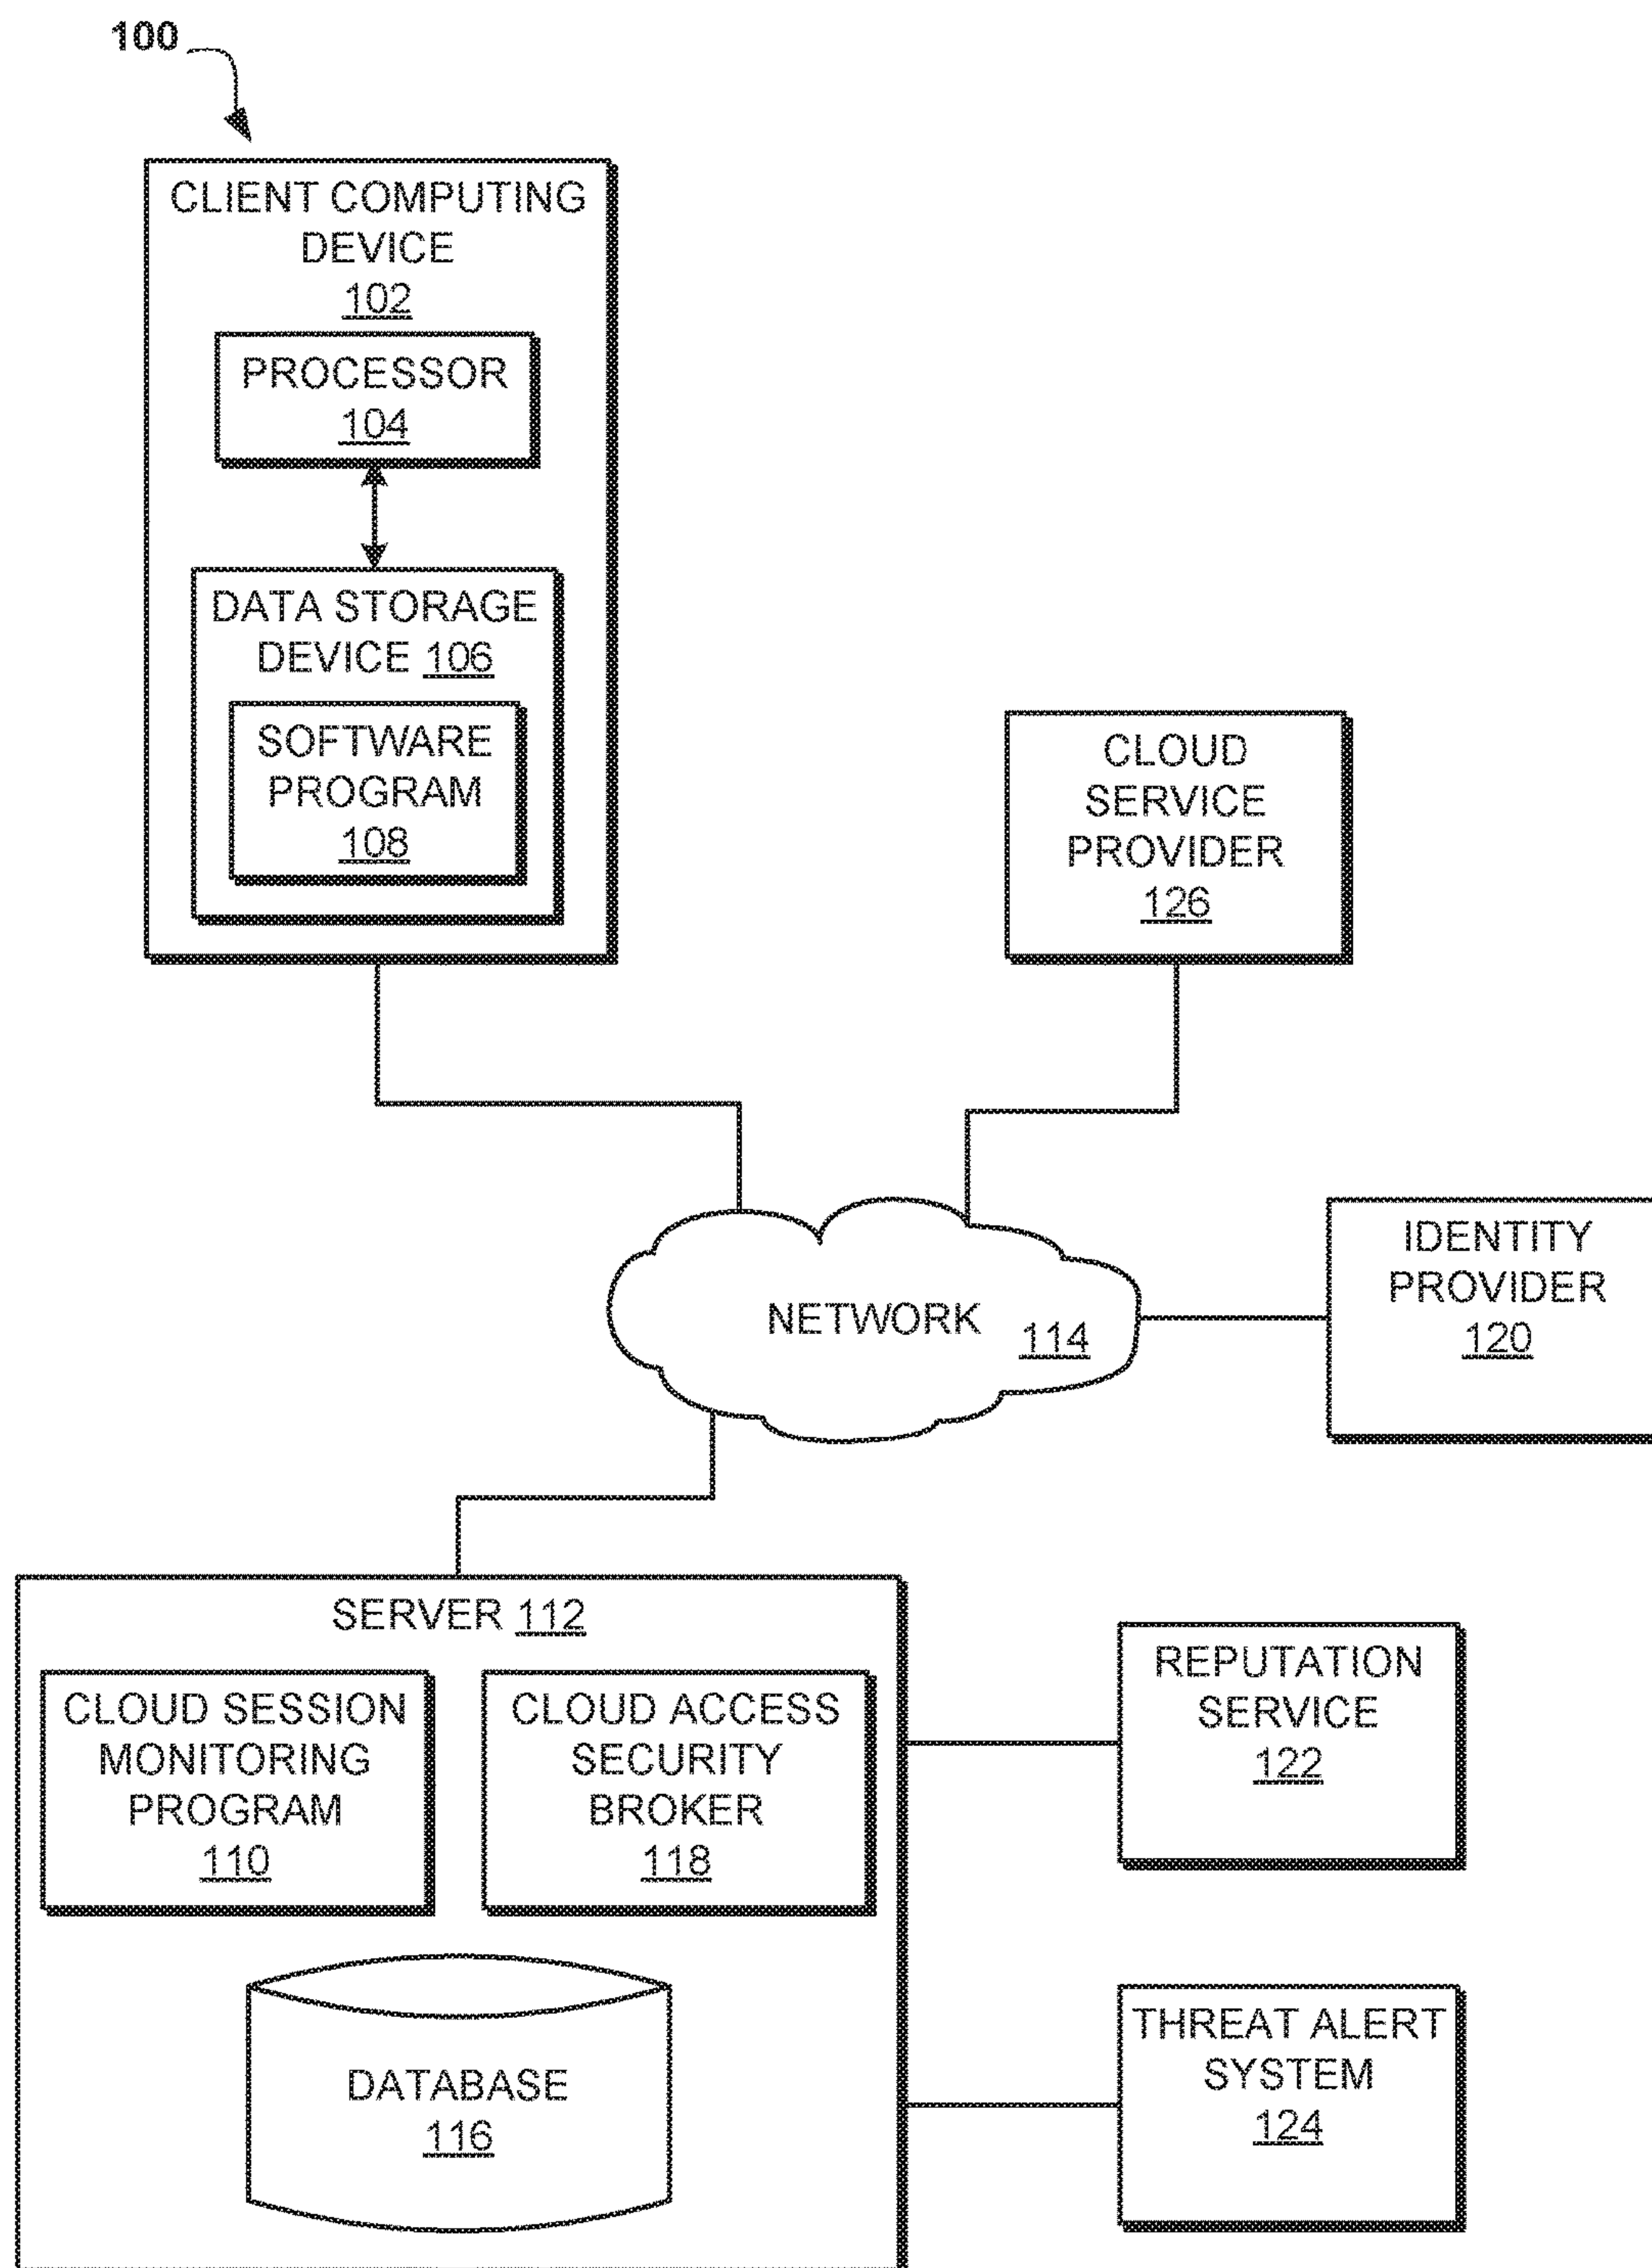 100
CLIENT COMPUTING
DEVICE
102
PROCESSOR
104
DATA STORAGE
DEVICE 106
SOFTWARE
PROGRAM
108
CLOUD
SERVICE
PROVIDER
126
IDENTITY
PROVIDER
120
NETWORK 114
SERVER 112
CLOUD SESSION
MONITORING
PROGRAM
110
CLOUD ACCESS
SECURITY
BROKER
118
DATABASE
116
REPUTATION
SERVICE
122
THREAT ALERT
SYSTEM
124